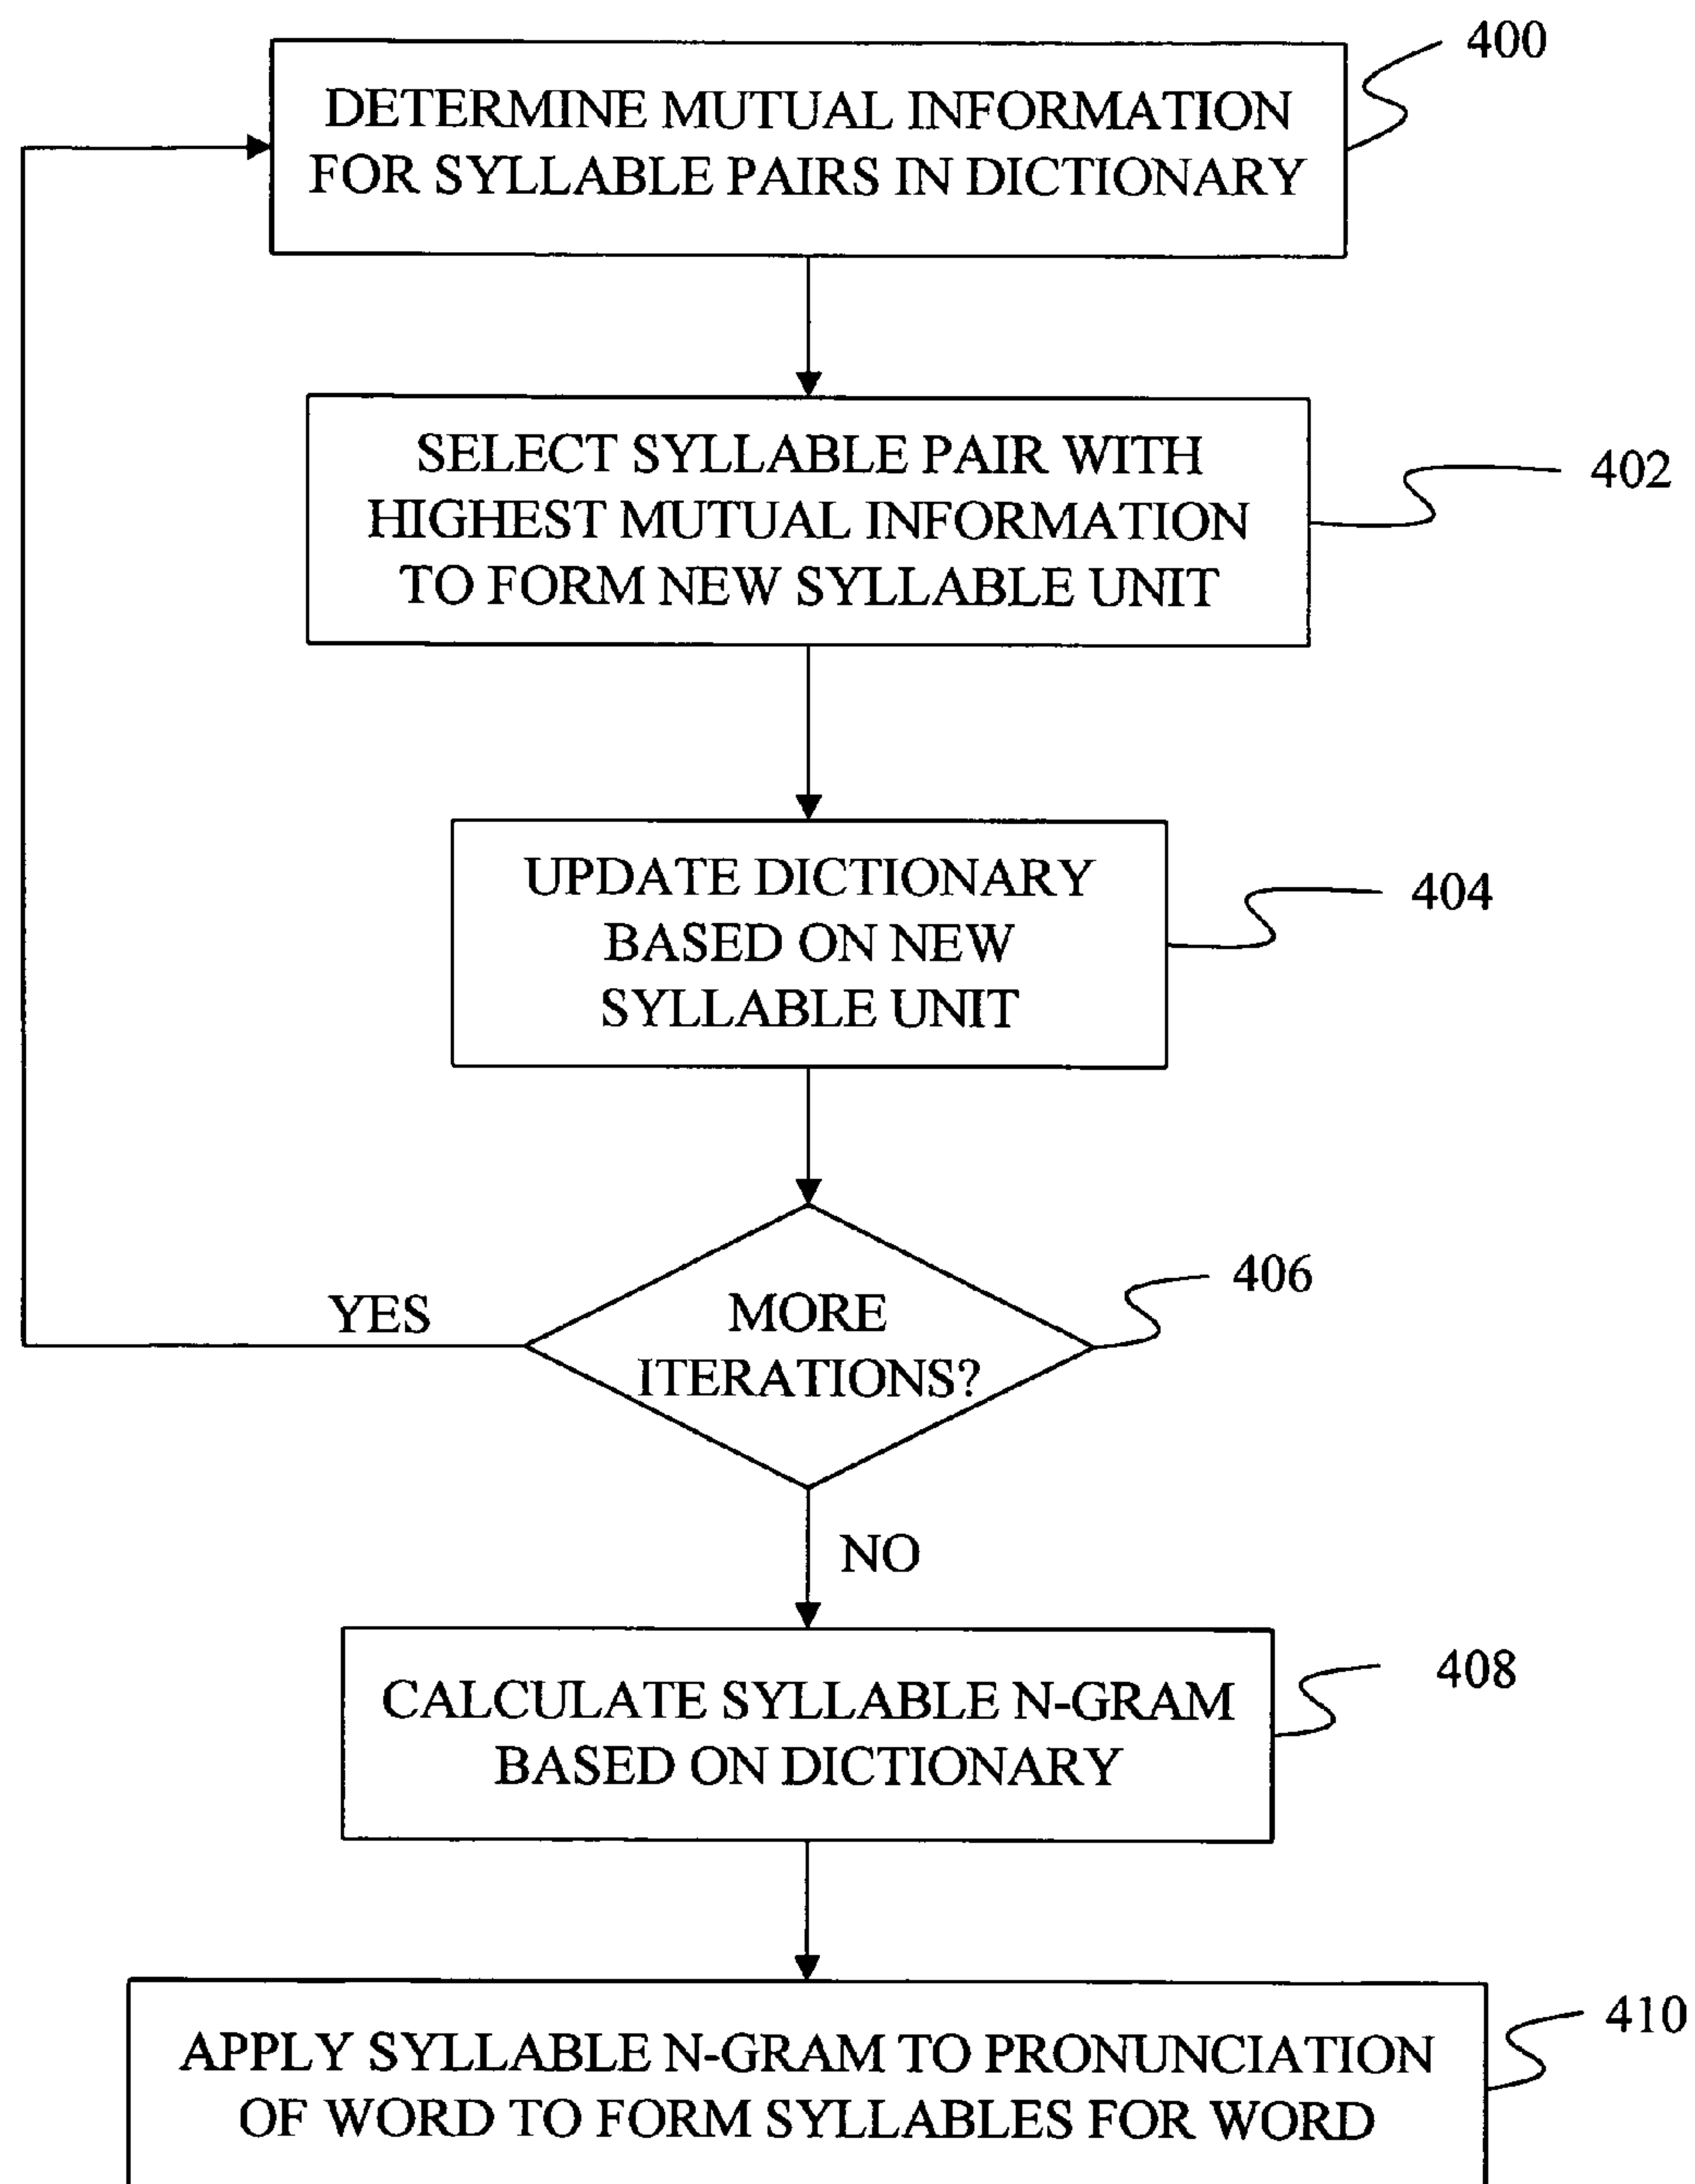 400
DETERMINE MUTUAL INFORMATION
FOR SYLLABLE PAIRS IN DICTIONARY
SELECT SYLLABLE PAIR WITH
HIGHEST MUTUAL INFORMATION
TO FORM NEW SYLLABLE UNIT
402
UPDATE DICTIONARY
BASED ON NEW
SYLLABLE UNIT
404
YES
MORE
ITERATIONS?
406
NO
CALCULATE SYLLABLE N-GRAM
BASED ON DICTIONARY
408
APPLY SYLLABLE N-GRAM TO PRONUNCIATION
OF WORD TO FORM SYLLABLES FOR WORD
410